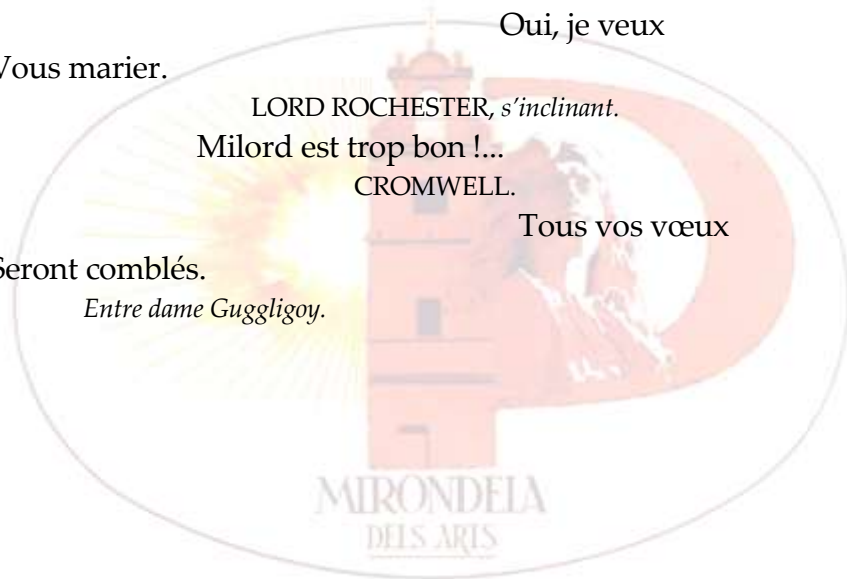 Oui, je veux
Vous marier.
LORD ROCHESTER, s’inclinant.
Milord est trop bon !...
CROMWELL.
Tous vos vœux
Seront comblés.
Entre dame Guggligoy.
MIRONDELA
DELS ARTS